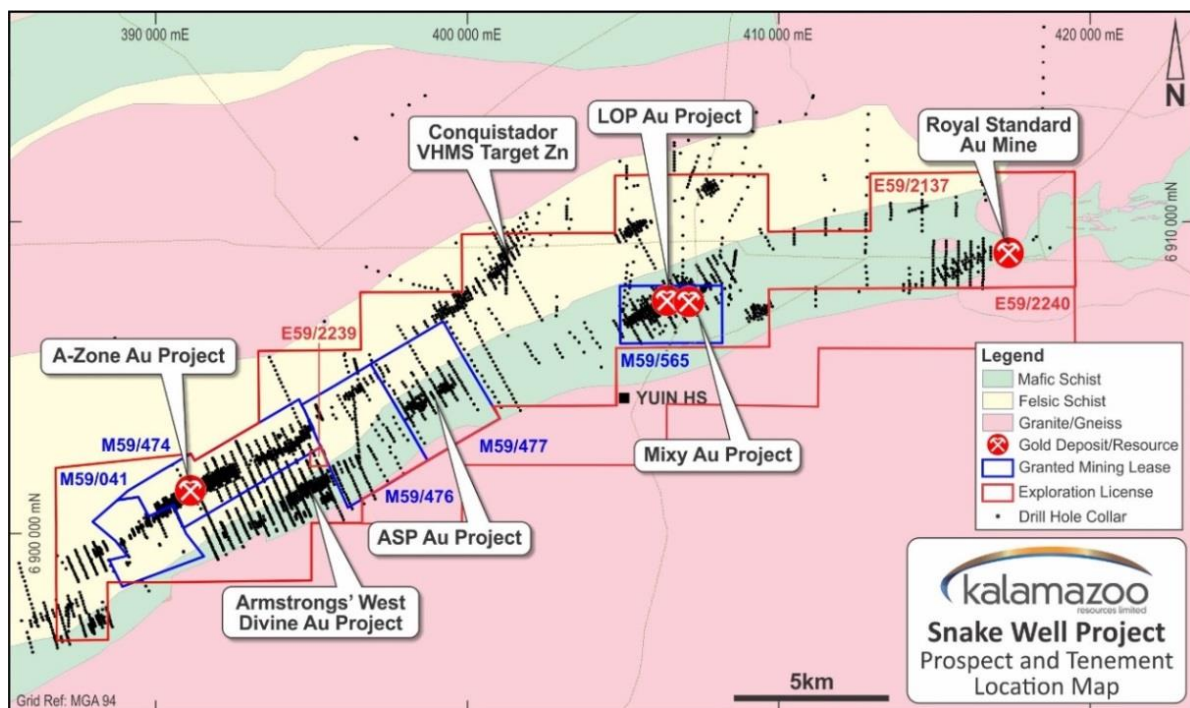 390 000 mE
400 000 mE
410 000 mE
420 000 mE
N
Conquistador
VHMS Target Zn
LOP Au Project
Royal Standard
Au Mine
E59/2137
6 910 000 mN
E59/2239
E59/2240
A-Zone Au Project
M59/565
YUIN HS
M59/474
M59/041
M59/477
M59/476
Mixy Au Project
ASP Au Project
Armstrongs' West
Divine Au Project
6 900 000 mN
Legend
Mafic Schist
Felsic Schist
Granite/Gneiss
Gold Deposit/Resource
Granted Mining Lease
Exploration License
Drill Hole Collar
kalamazoo
resources limited
Snake Well Project
Prospect and Tenement
Location Map
5km
Grid Ref: MGA 94